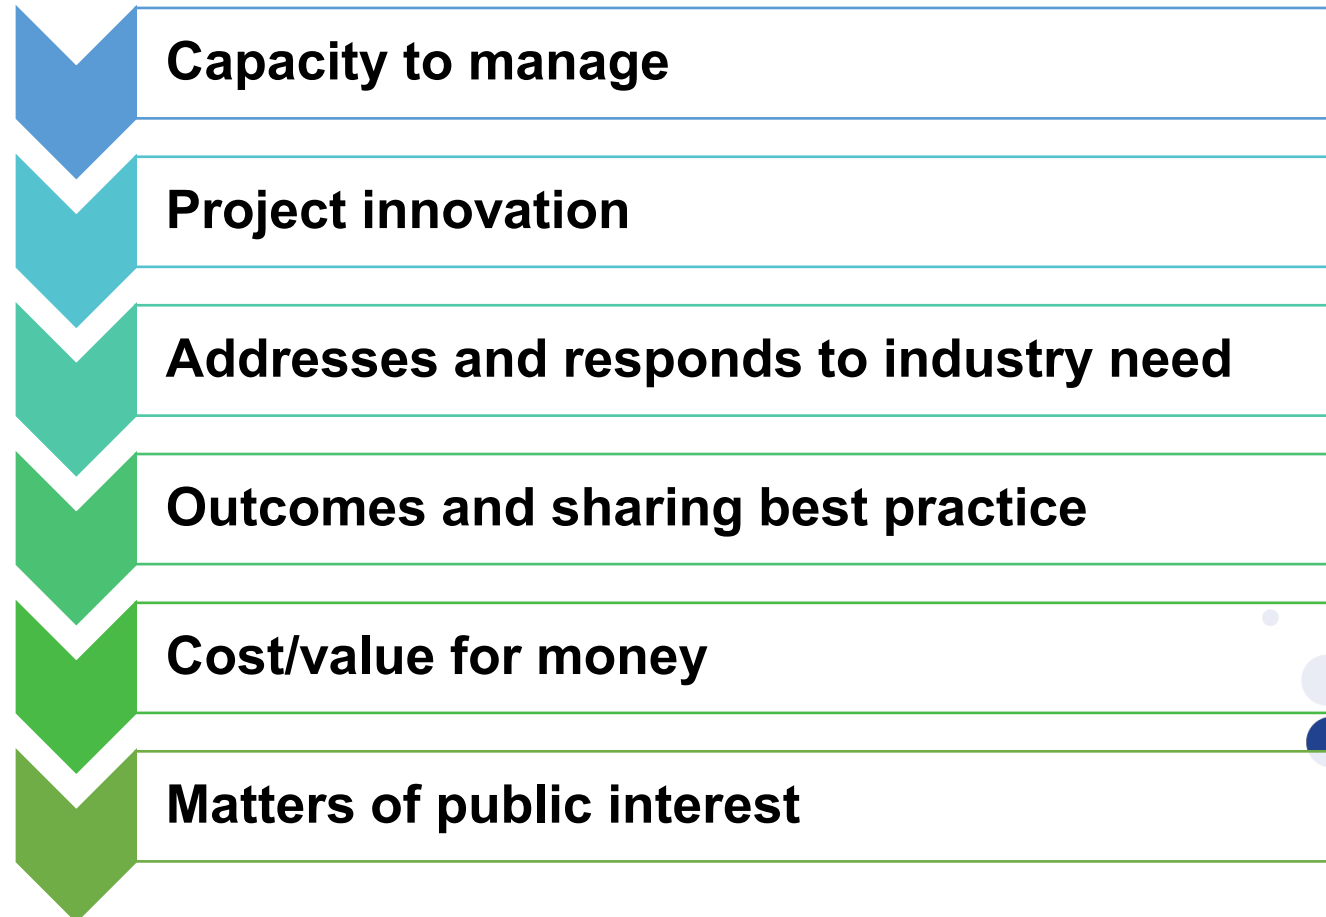 Capacity to manage
Project innovation
Addresses and responds to industry need
Outcomes and sharing best practice
Cost/value for money
Matters of public interest